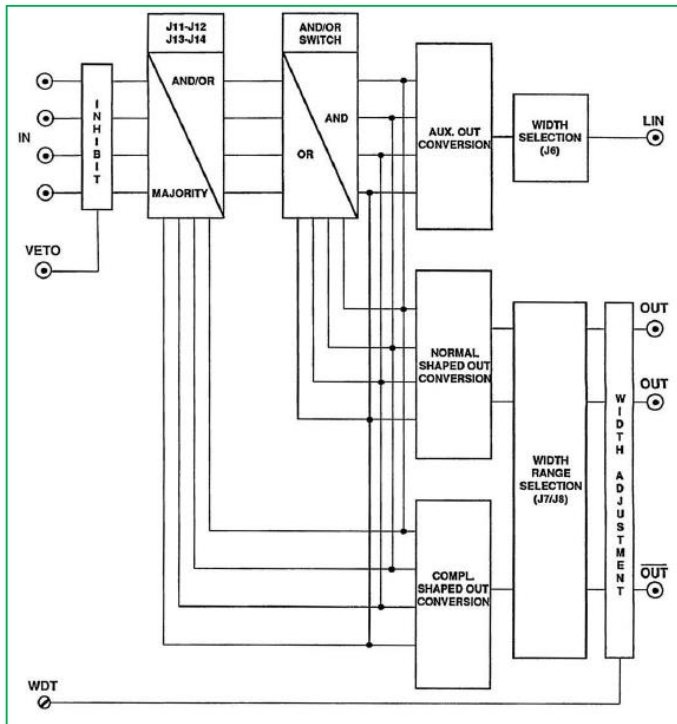 J11-J12
J13-J14
AND/OR
SWITCH
AND/OR
MAJORITY
AND
OR
IN
INHIBIT
VETO
AUX. OUT
CONVERSION
WIDTH
SELECTION
(J6)
LIN
NORMAL
SHAPED OUT
CONVERSION
WIDTH
RANGE
SELECTION
(J7/J8)
WIDTH ADJUSTMENT
OUT
OUT
OUT
COMPL.
SHAPED OUT
CONVERSION
WDT